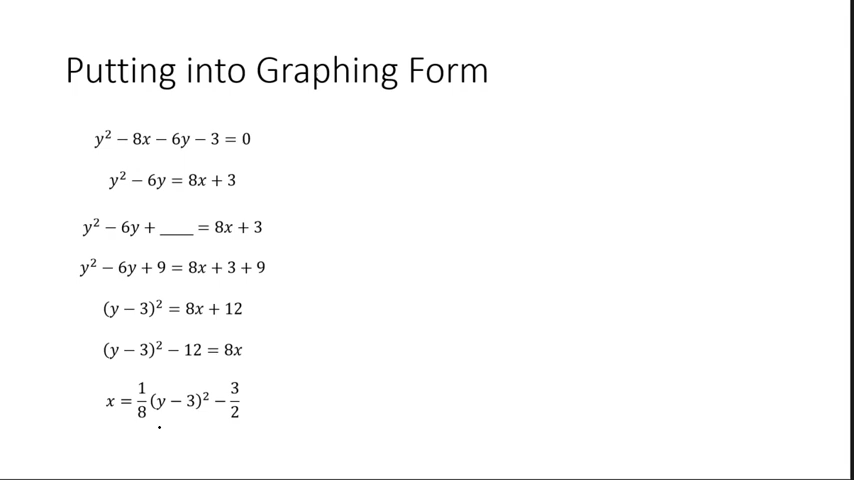 Putting into Graphing Form
y² − 8x − 6y − 3 = 0
y² − 6y = 8x + 3
y² − 6y + ____ = 8x + 3
y² − 6y + 9 = 8x + 3 + 9
(y − 3)² = 8x + 12
(y − 3)² − 12 = 8x
x = 1/8 (y − 3)² − 3/2